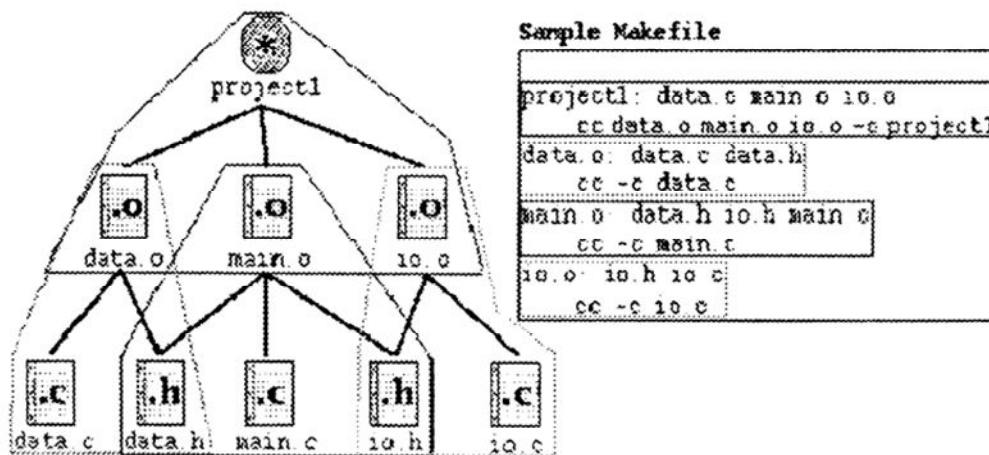 Sample Makefile
*
project1
project1: data.o main o io.o
cc data.o main.o io.o -o project1
data.o: data.c data.h
cc -c data.c
main.o: data.h io.h main c
cc -c main.c
io.o: io.h io c
cc -c io.c
.o
.o
.o
data.o
main.o
io.o
.c
.h
.c
.h
.c
data.c
data.h
main.c
io.h
io.c